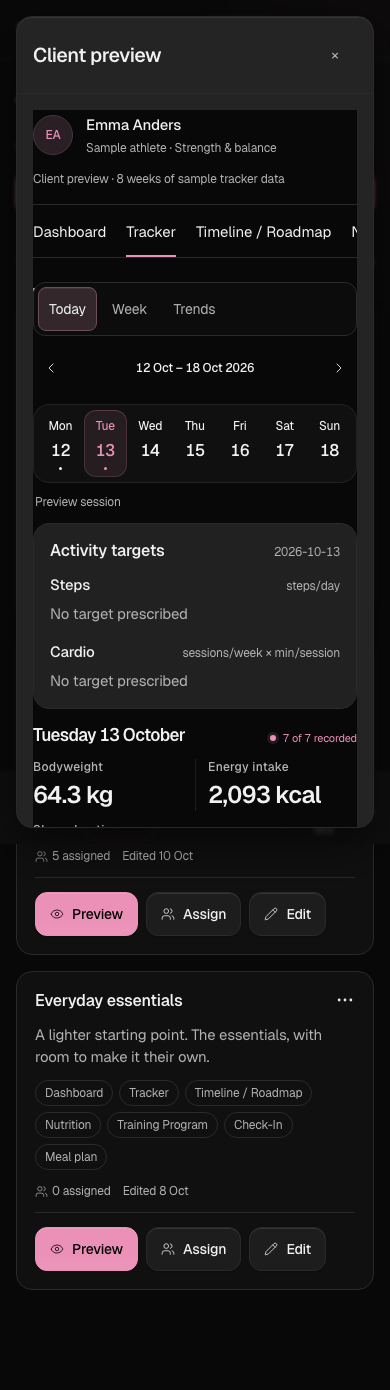 Client preview
×
EA
Emma Anders
Sample athlete · Strength & balance
Client preview · 8 weeks of sample tracker data
Dashboard Tracker Timeline / Roadmap
Today Week Trends
12 Oct – 18 Oct 2026
Mon Tue Wed Thu Fri Sat Sun
12 13 14 15 16 17 18
Preview session
Activity targets 2026-10-13
Steps steps/day
No target prescribed
Cardio sessions/week × min/session
No target prescribed
Tuesday 13 October 7 of 7 recorded
Bodyweight Energy intake
64.3 kg 2,093 kcal
5 assigned Edited 10 Oct
Preview Assign Edit
Everyday essentials
A lighter starting point. The essentials, with
room to make it their own.
Dashboard Tracker Timeline / Roadmap
Nutrition Training Program Check-In
Meal plan
0 assigned Edited 8 Oct
Preview Assign Edit